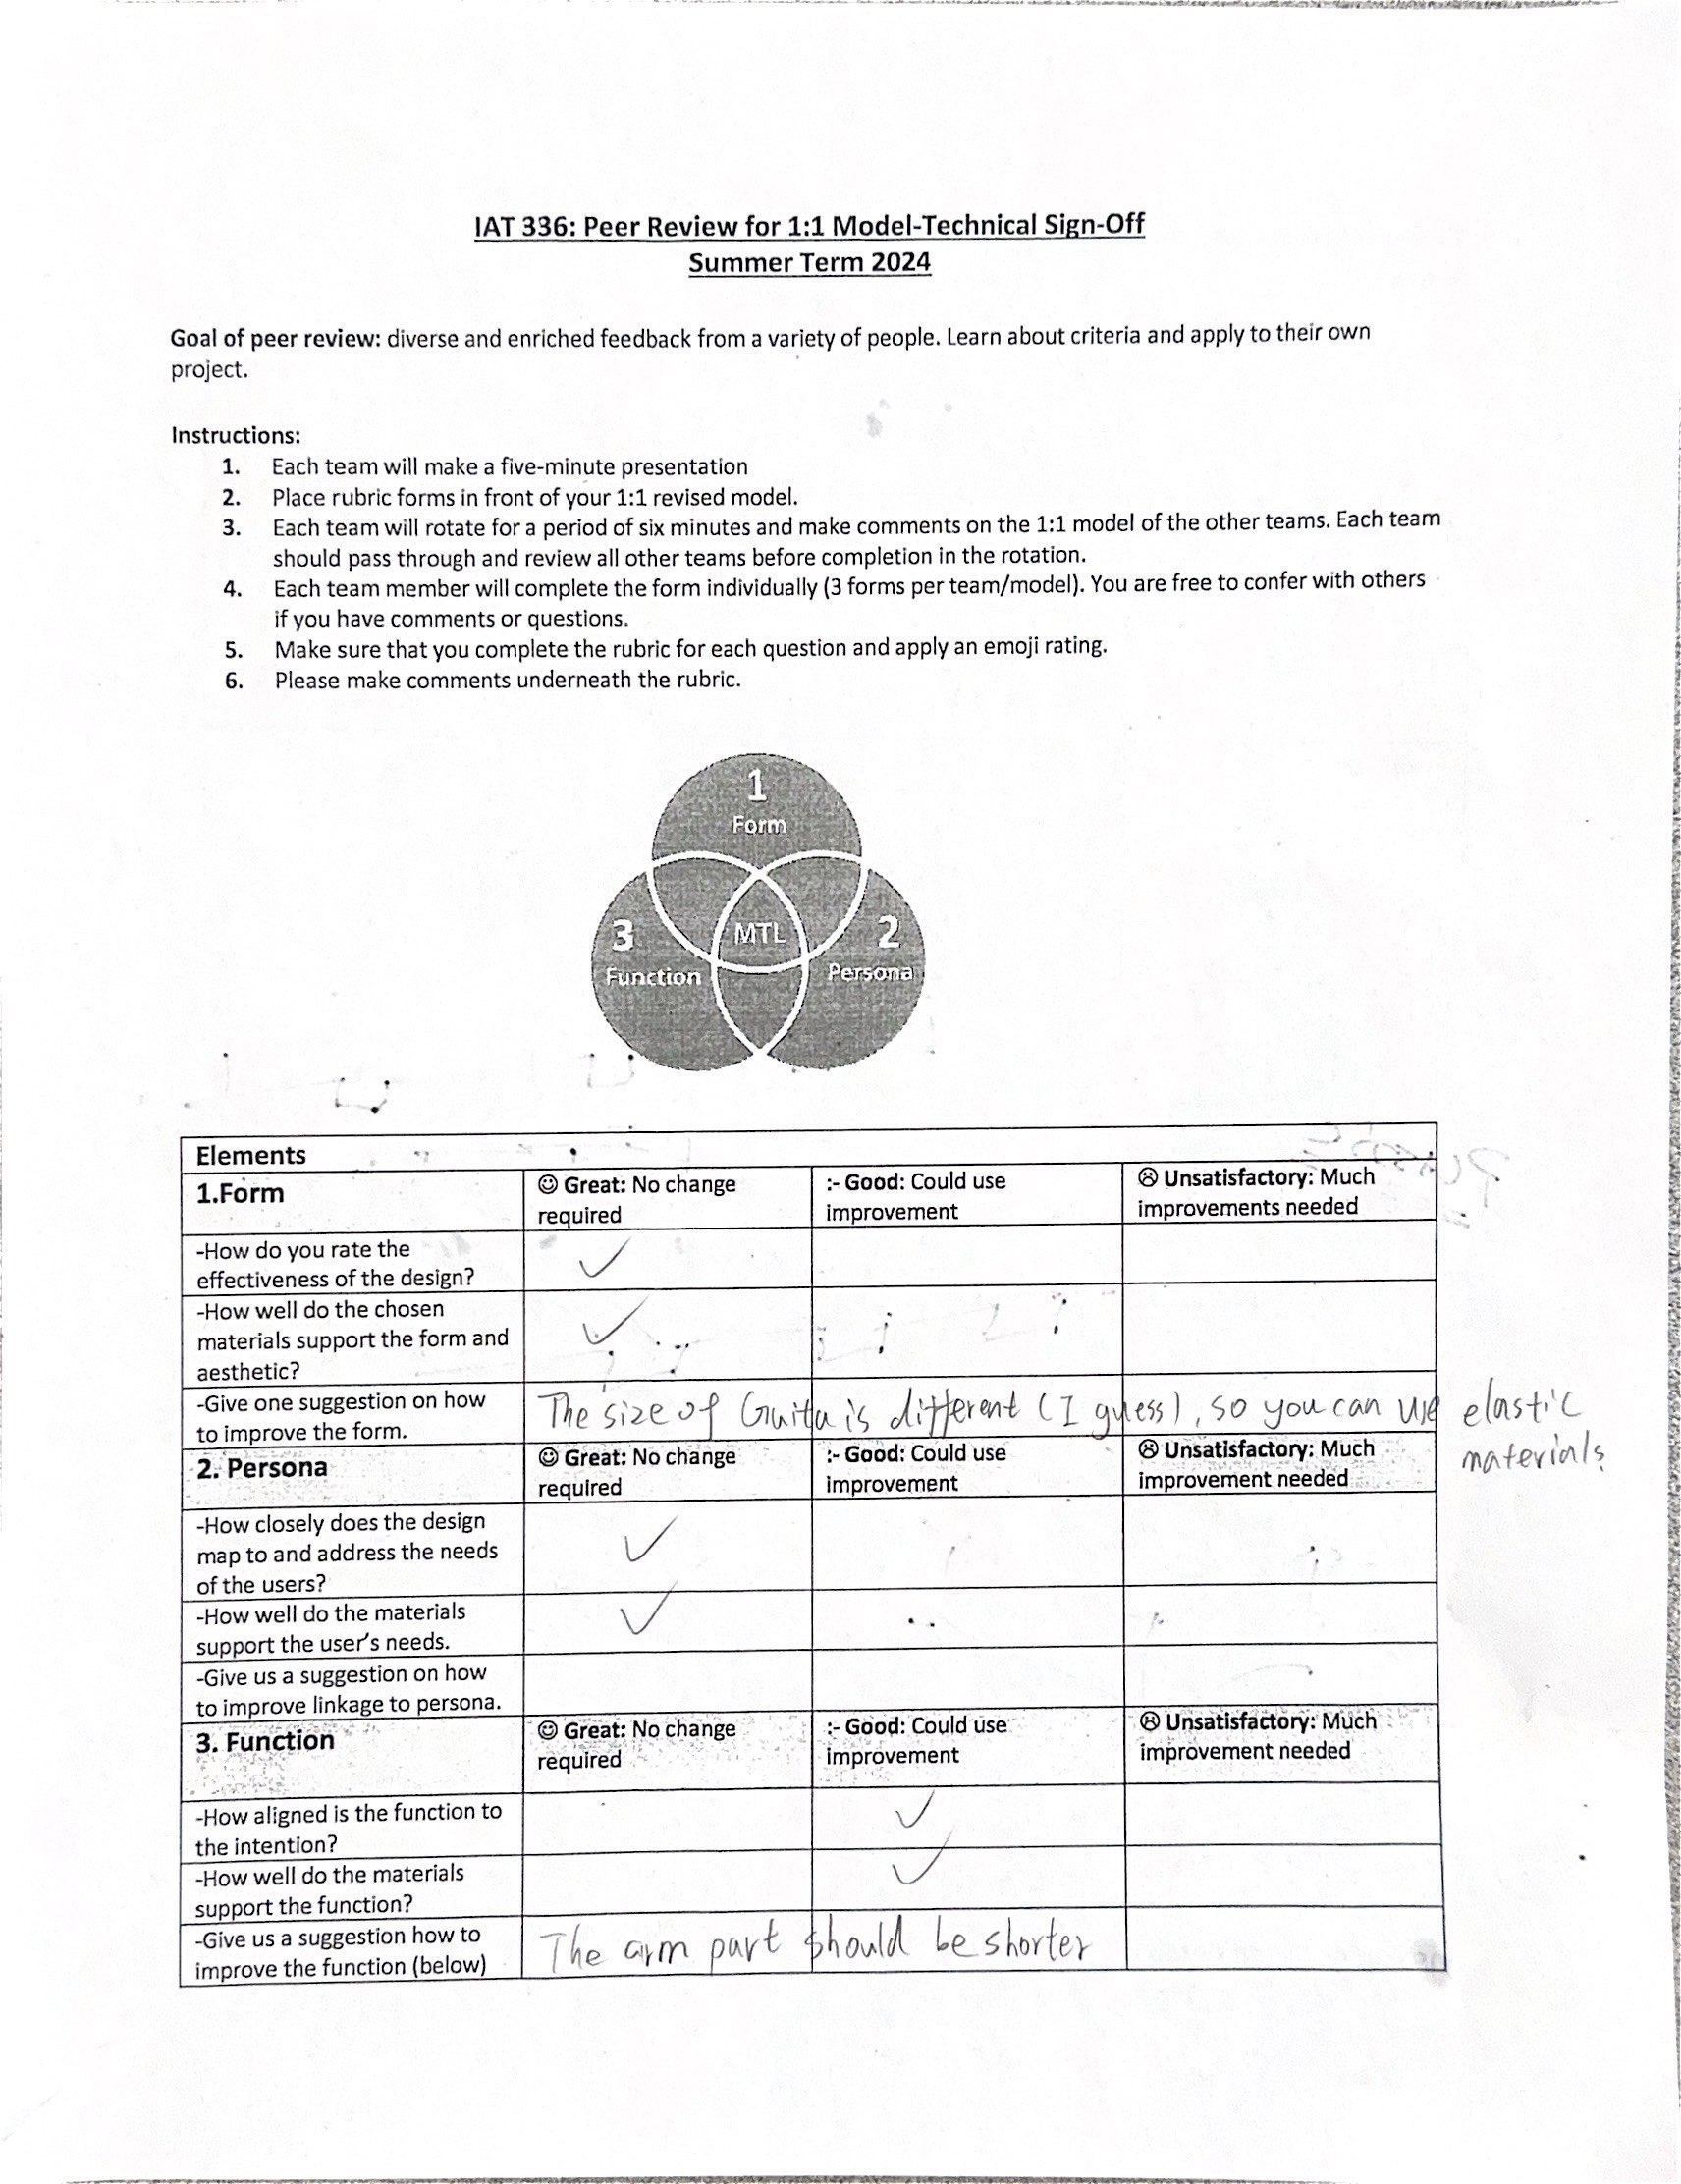 IAT 336: Peer Review for 1:1 Model-Technical Sign-Off
Summer Term 2024
Goal of peer review: diverse and enriched feedback from a variety of people. Learn about criteria and apply to their own
project.
Instructions:
1. Each team will make a five-minute presentation
2. Place rubric forms in front of your 1:1 revised model.
3. Each team will rotate for a period of six minutes and make comments on the 1:1 model of the other teams. Each team
should pass through and review all other teams before completion in the rotation.
4. Each team member will complete the form individually (3 forms per team/model). You are free to confer with others
if you have comments or questions.
5. Make sure that you complete the rubric for each question and apply an emoji rating.
6. Please make comments underneath the rubric.
1
Form
3
Function
MTL
2
Persona
Elements
1.Form
☺ Great: No change
required
:- Good: Could use
improvement
☹ Unsatisfactory: Much
improvements needed
-How do you rate the
effectiveness of the design?
✓
-How well do the chosen
materials support the form and
aesthetic?
✓
-Give one suggestion on how
to improve the form.
The size of Guita is different (I guess), so you can use elastic
materials
2. Persona
☺ Great: No change
required
:- Good: Could use
improvement
☹ Unsatisfactory: Much
improvement needed
-How closely does the design
map to and address the needs
of the users?
✓
-How well do the materials
support the user's needs.
✓
-Give us a suggestion on how
to improve linkage to persona.
3. Function
☺ Great: No change
required
:- Good: Could use
improvement
☹ Unsatisfactory: Much
improvement needed
-How aligned is the function to
the intention?
✓
-How well do the materials
support the function?
✓
-Give us a suggestion how to
improve the function (below)
The arm part should be shorter